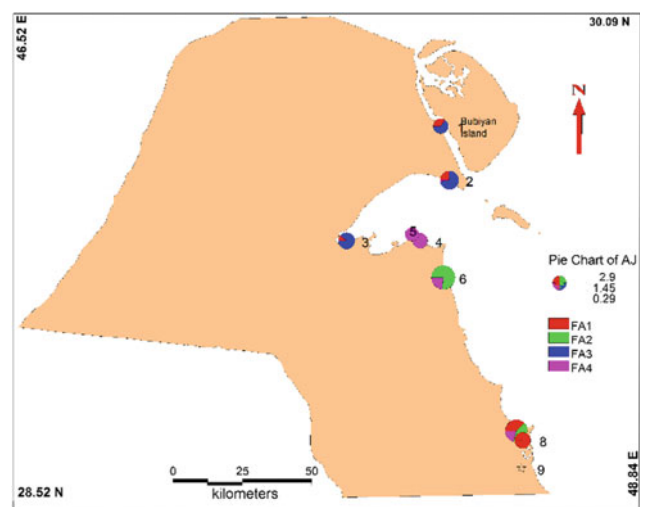 46.52 E
30.09 N
N
Bubiyan
1
Island
2
5
3
4
6
Pie Chart of AJ
2.9
1.45
0.29
FA1
FA2
FA3
FA4
8
9
0 25 50
kilometers
28.52 N
48.84 E